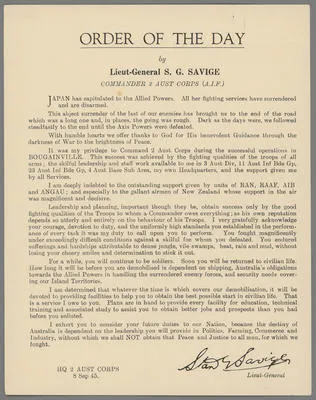 ORDER OF THE DAY
by
Lieut-General S. G. SAVIGE
COMMANDER 2 AUST CORPS (A.I.F.)
JAPAN has capitulated to the Allied Powers. All her fighting services have surrendered
and are disarmed.
This abject surrender of the last of our enemies has brought us to the end of the road
which was a long one and, in places, the going was rough. Dark as the days were, we followed
steadfastly to the end until the Axis Powers were defeated.
With humble hearts we offer thanks to God for His benevolent Guidance through the
darkness of War to the brightness of Peace.
It was my privilege to Command 2 Aust Corps during the successful operations in
BOUGAINVILLE. This success was achieved by the fighting qualities of the troops of all
arms; the skilful leadership and staff work available to me in 3 Aust Div, 11 Aust Inf Bde Gp,
23 Aust Inf Bde Gp, 4 Aust Base Sub Area, my own Headquarters, and the support given me
by all Services.
I am deeply indebted to the outstanding support given by units of RAN, RAAF, AIB
and ANGAU; and especially to the gallant airmen of New Zealand whose support in the air
was magnificent and decisive.
Leadership and planning, important though they be, obtain success only by the good
fighting qualities of the Troops to whom a Commander owes everything; as his own reputation
depends so utterly and entirely on the behaviour of his Troops. I very gratefully acknowledge
your courage, devotion to duty, and the uniformly high standards you established in the perform-
ance of every task it was my duty to call upon you to perform. You fought magnificently
under exceedingly difficult conditions against a skilful foe whom you defeated. You endured
sufferings and hardships attributable to dense jungle, vile swamps, heat, rain and mud, without
losing your cheery smiles and determination to stick it out.
For a while, you will continue to be soldiers. Soon you will be returned to civilian life.
How long it will be before you are demobilised is dependent on shipping, Australia's obligations
towards the Allied Powers in handling the surrendered enemy forces, and security needs cover-
ing our Island Territories.
I am determined that whatever the time is which covers our demobilisation, it will be
devoted to providing facilities to help you to obtain the best possible start in civilian life. That
is a service I owe to you. Plans are in hand to provide every facility for education, technical
training and associated study to assist you to obtain better jobs and prospects than you had
before you enlisted.
I exhort you to consider your future duties to our Nation, because the destiny of
Australia is dependent on the leadership you will provide in Politics, Farming, Commerce and
Industry, without which we shall NOT obtain that Peace and Justice to all men, for which we
fought.
HQ 2 AUST CORPS
8 Sep 45.
Stan G Savige
Lieut-General